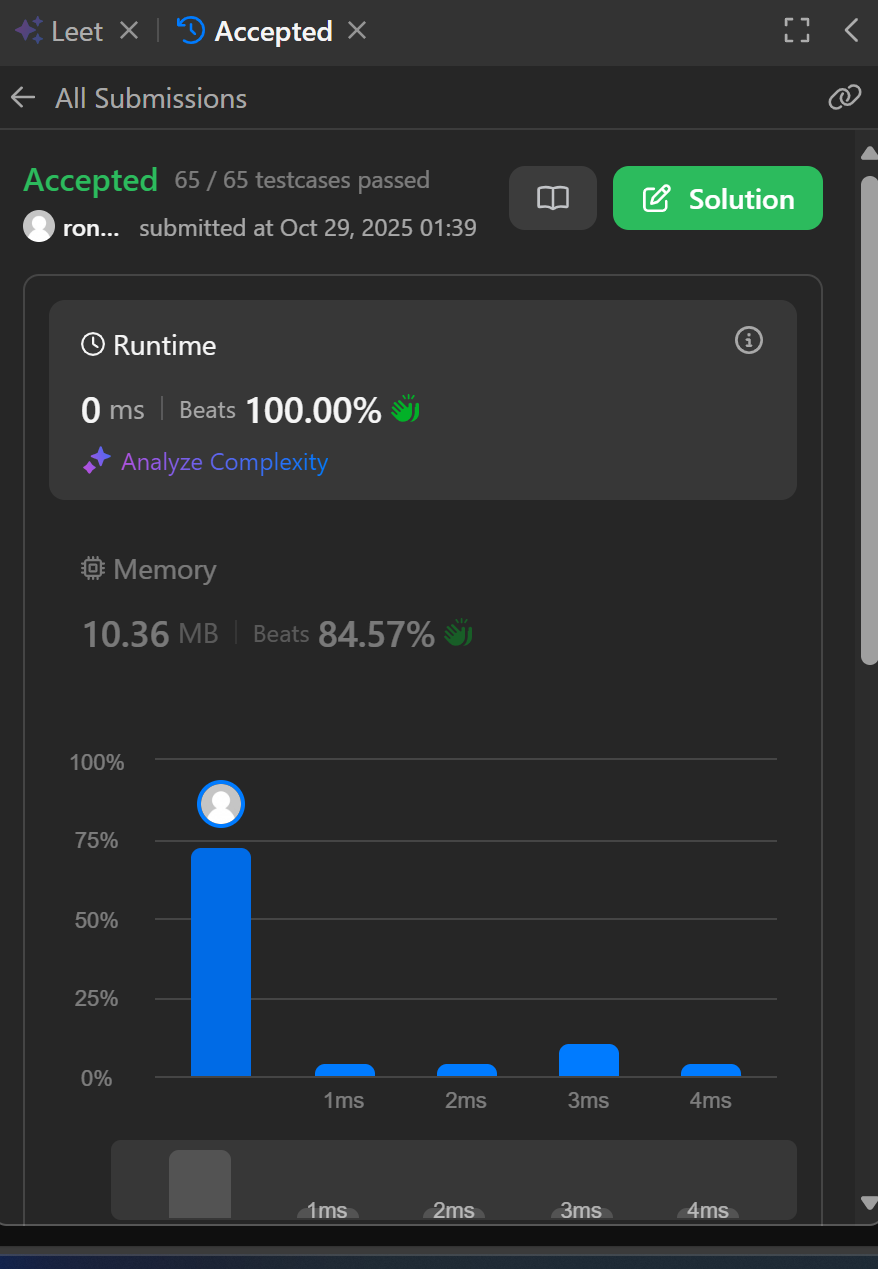 Leet Accepted
All Submissions
Accepted 65 / 65 testcases passed
Solution
ron... submitted at Oct 29, 2025 01:39
Runtime
0 ms Beats 100.00%
Analyze Complexity
Memory
10.36 MB Beats 84.57%
100%
75%
50%
25%
0%
1ms 2ms 3ms 4ms
1ms 2ms 3ms 4ms